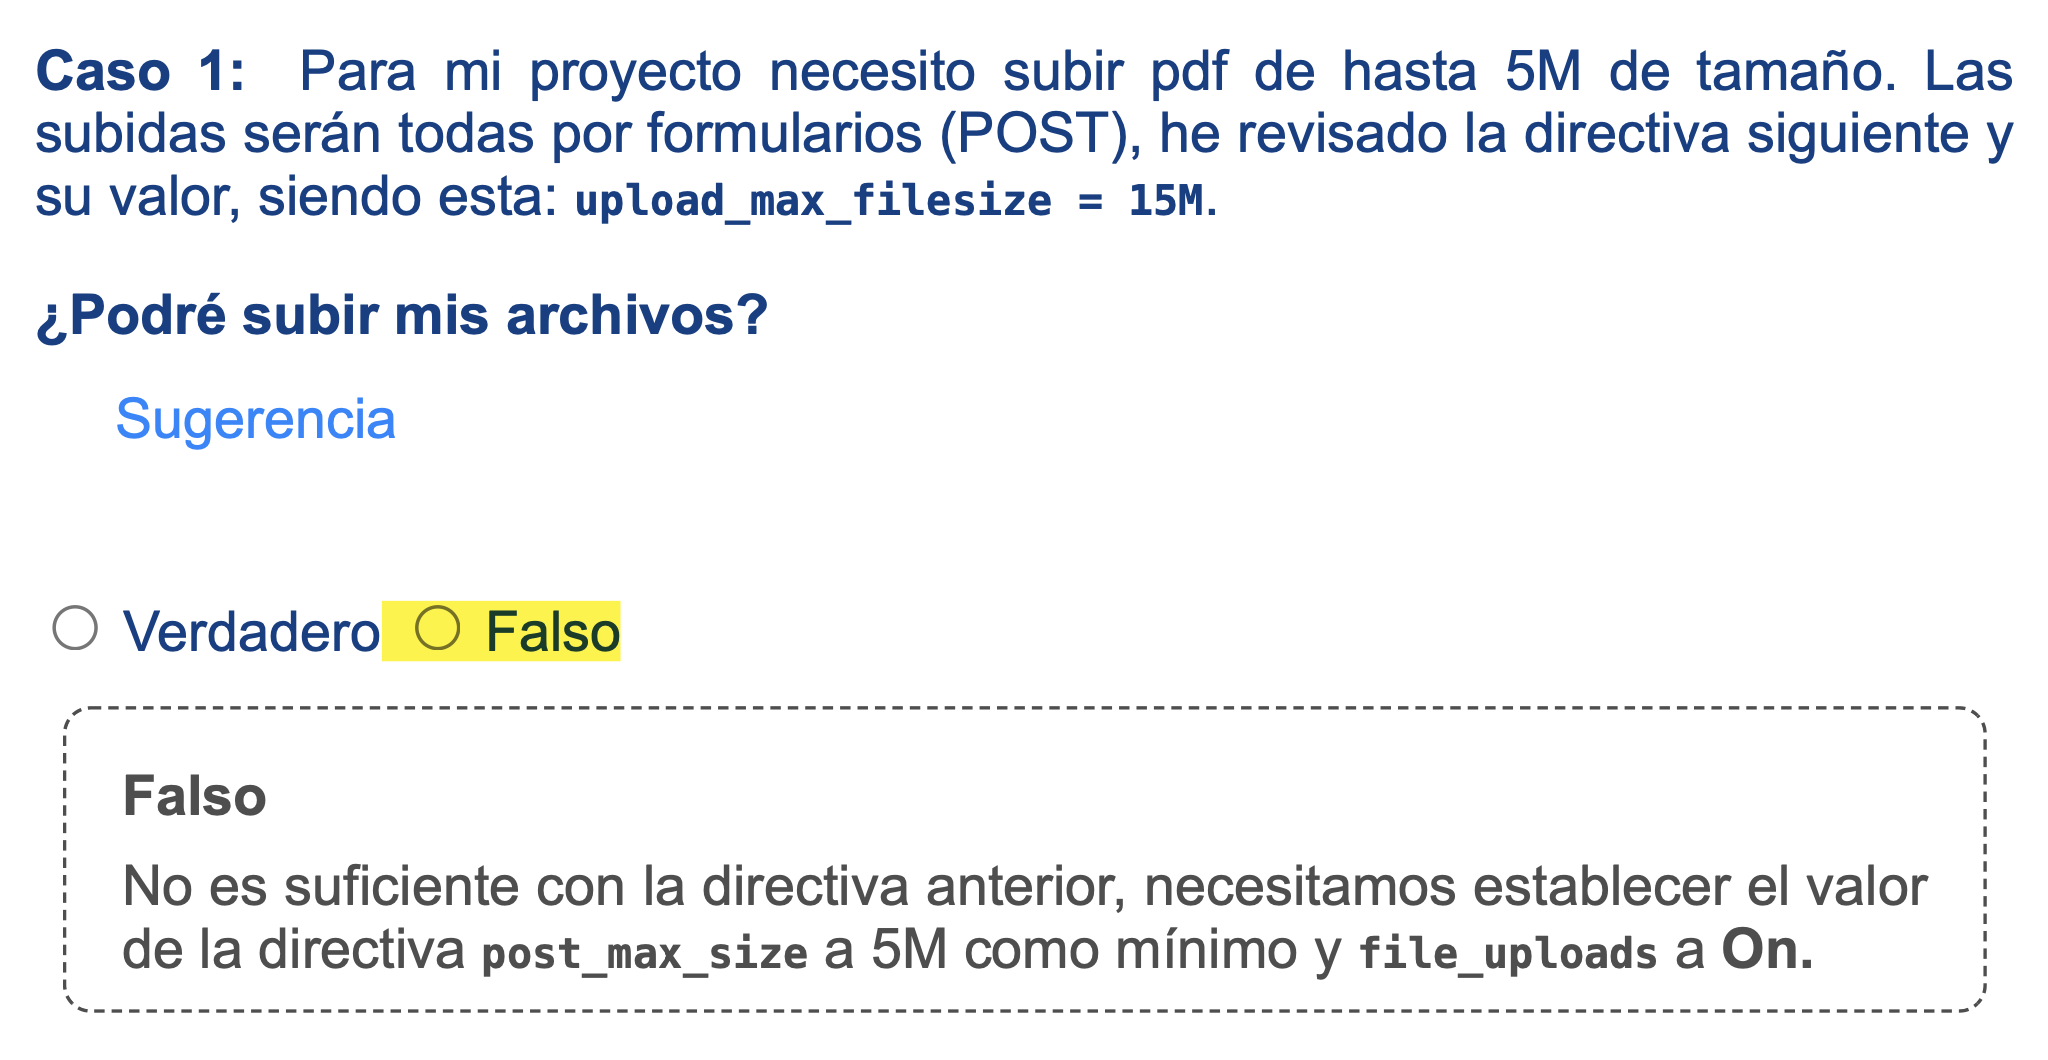 Caso 1: Para mi proyecto necesito subir pdf de hasta 5M de tamaño. Las
subidas serán todas por formularios (POST), he revisado la directiva siguiente y
su valor, siendo esta: upload_max_filesize = 15M.
¿Podré subir mis archivos?
Sugerencia
Verdadero Falso
Falso
No es suficiente con la directiva anterior, necesitamos establecer el valor
de la directiva post_max_size a 5M como mínimo y file_uploads a On.